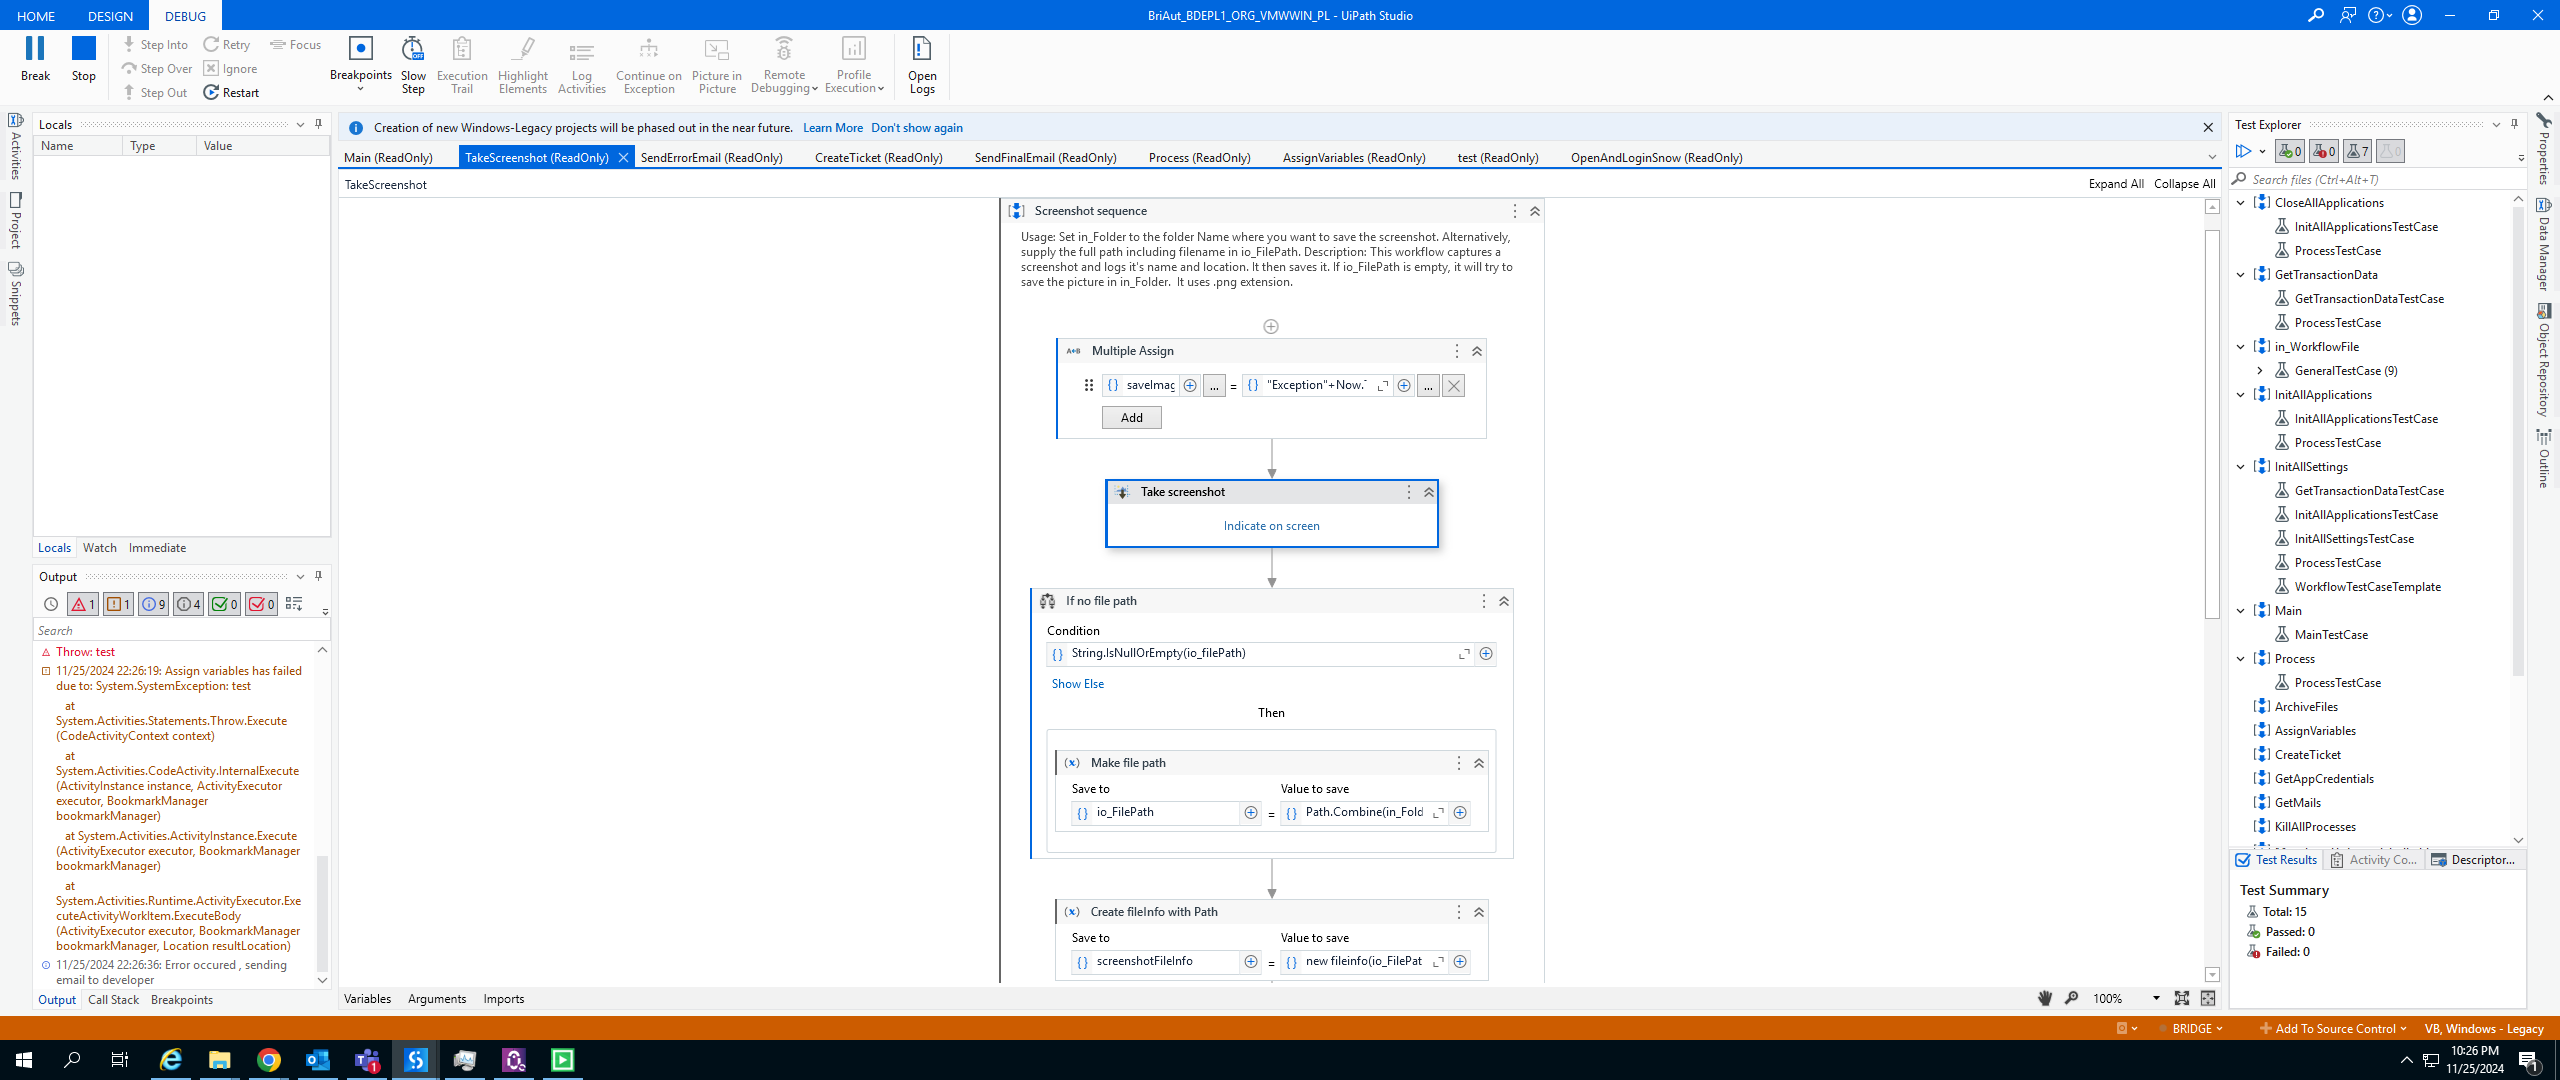 HOME DESIGN DEBUG
BriAut_BDEPL1_ORG_VMWWIN_PL - UiPath Studio
Break
Stop
Step Into
Step Over
Step Out
Retry
Ignore
Restart
Focus
Breakpoints
Slow
Step
OFF
Execution
Trail
Highlight
Elements
Log
Activities
Continue on
Exception
Picture in
Picture
Remote
Debugging
Profile
Execution
Open
Logs
Activities
Project
Snippets
Locals
Name Type Value
Locals Watch Immediate
Output
1 1 9 4 0 0
Search
Throw: test
11/25/2024 22:26:19: Assign variables has failed
due to: System.SystemException: test
at
System.Activities.Statements.Throw.Execute
(CodeActivityContext context)
at
System.Activities.CodeActivity.InternalExecute
(ActivityInstance instance, ActivityExecutor
executor, BookmarkManager
bookmarkManager)
at System.Activities.ActivityInstance.Execute
(ActivityExecutor executor, BookmarkManager
bookmarkManager)
at
System.Activities.Runtime.ActivityExecutor.Exe
cuteActivityWorkItem.ExecuteBody
(ActivityExecutor executor, BookmarkManager
bookmarkManager, Location resultLocation)
11/25/2024 22:26:36: Error occured , sending
email to developer
Output Call Stack Breakpoints
Creation of new Windows-Legacy projects will be phased out in the near future. Learn More Don't show again
Main (ReadOnly) TakeScreenshot (ReadOnly) SendErrorEmail (ReadOnly) CreateTicket (ReadOnly) SendFinalEmail (ReadOnly) Process (ReadOnly) AssignVariables (ReadOnly) test (ReadOnly) OpenAndLoginSnow (ReadOnly)
TakeScreenshot
Expand All Collapse All
Screenshot sequence
Usage: Set in_Folder to the folder Name where you want to save the screenshot. Alternatively,
supply the full path including filename in io_FilePath. Description: This workflow captures a
screenshot and logs it's name and location. It then saves it. If io_FilePath is empty, it will try to
save the picture in in_Folder. It uses .png extension.
A+B Multiple Assign
{} saveImag ... = {} "Exception"+Now. ...
Add
Take screenshot
Indicate on screen
If no file path
Condition
{} String.IsNullOrEmpty(io_filePath)
Show Else
Then
(x) Make file path
Save to Value to save
{} io_FilePath = {} Path.Combine(in_Fold
(x) Create fileInfo with Path
Save to Value to save
{} screenshotFileInfo = {} new fileinfo(io_FilePat
Variables Arguments Imports
100%
Test Explorer
0 0 7 0
Search files (Ctrl+Alt+T)
CloseAllApplications
InitAllApplicationsTestCase
ProcessTestCase
GetTransactionData
GetTransactionDataTestCase
ProcessTestCase
in_WorkflowFile
GeneralTestCase (9)
InitAllApplications
InitAllApplicationsTestCase
ProcessTestCase
InitAllSettings
GetTransactionDataTestCase
InitAllApplicationsTestCase
InitAllSettingsTestCase
ProcessTestCase
WorkflowTestCaseTemplate
Main
MainTestCase
Process
ProcessTestCase
ArchiveFiles
AssignVariables
CreateTicket
GetAppCredentials
GetMails
KillAllProcesses
Test Results Activity Co... Descriptor...
Test Summary
Total: 15
Passed: 0
Failed: 0
Properties
Data Manager
Object Repository
Outline
BRIDGE Add To Source Control VB, Windows - Legacy
1
10:26 PM
11/25/2024
1